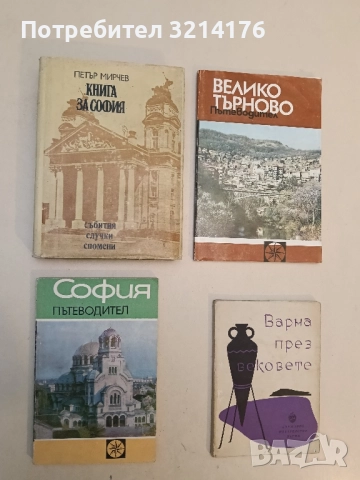 Потребител 3214176
ПЕТЪР МИРЧЕВ
КНИГА
ЗА СОФИЯ
СЪБИТИЯ
СЛУЧКИ
СПОМЕНИ
ВЕЛИКО
ТЪРНОВО
Пътеводител
София
ПЪТЕВОДИТЕЛ
Варна
през
вековете
BAZAR